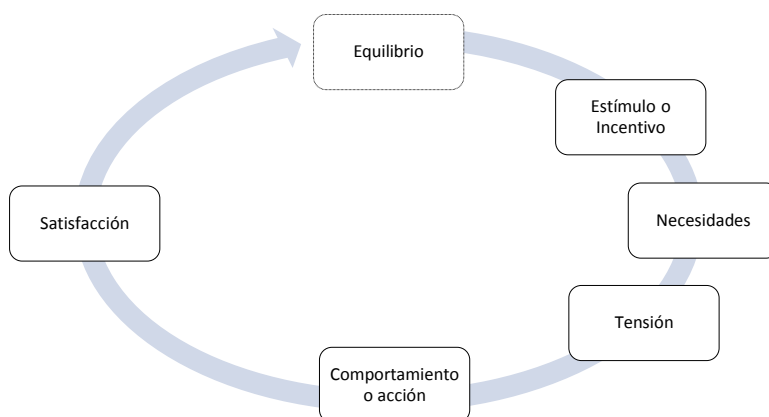 Equilibrio
Estímulo o
Incentivo
Necesidades
Tensión
Comportamiento
o acción
Satisfacción